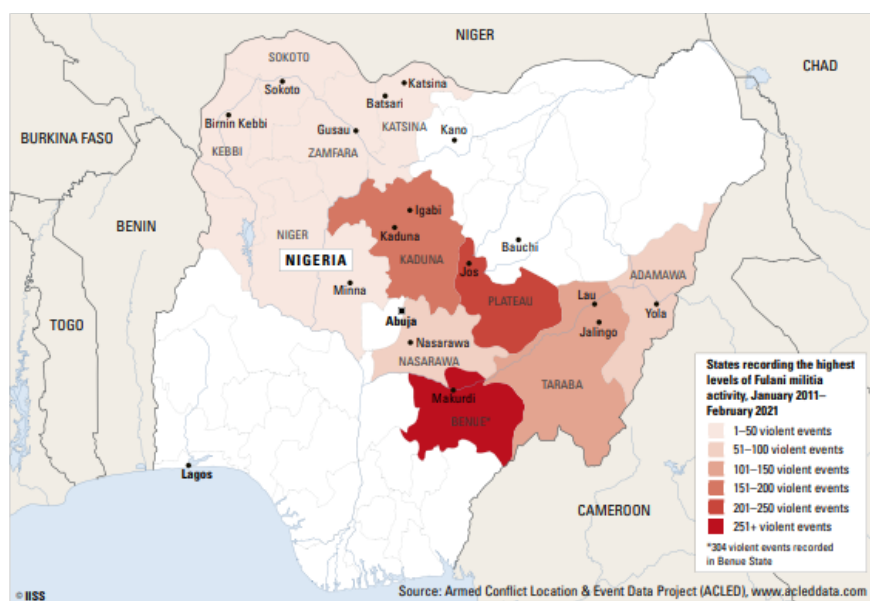 NIGER
CHAD
SOKOTO
Sokoto
Katsina
Batsari
BURKINA FASO
Birnin Kebbi
Gusau
KATSINA
Kano
KEBBI
ZAMFARA
BENIN
Igabi
NIGER
Kaduna
Bauchi
NIGERIA
KADUNA
Jos
ADAMAWA
Minna
PLATEAU
Lau
Yola
Abuja
TOGO
Jalingo
Nasarawa
NASARAWA
TARABA
Makurdi
BENUE*
Lagos
CAMEROON
States recording the highest
levels of Fulani militia
activity, January 2011–
February 2021
1–50 violent events
51–100 violent events
101–150 violent events
151–200 violent events
201–250 violent events
251+ violent events
*304 violent events recorded
in Benue State
© IISS
Source: Armed Conflict Location & Event Data Project (ACLED), www.acleddata.com